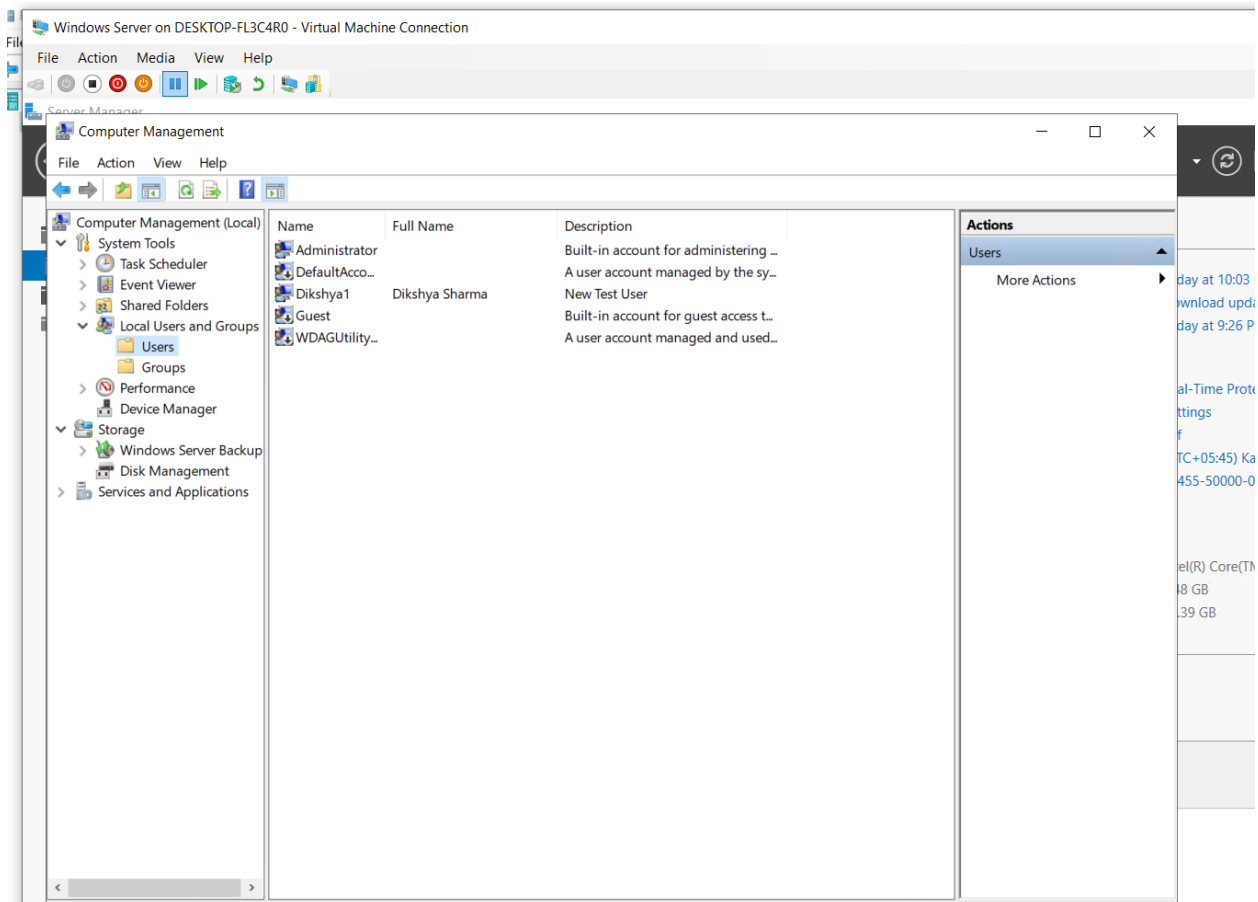 Windows Server on DESKTOP-FL3C4R0 - Virtual Machine Connection
File Action Media View Help
Server Manager
Computer Management
File Action View Help
Computer Management (Local)
System Tools
Task Scheduler
Event Viewer
Shared Folders
Local Users and Groups
Users
Groups
Performance
Device Manager
Storage
Windows Server Backup
Disk Management
Services and Applications
Name Full Name Description
Administrator Built-in account for administering ...
DefaultAcco... A user account managed by the sy...
Dikshya1 Dikshya Sharma New Test User
Guest Built-in account for guest access t...
WDAGUtility... A user account managed and used...
Actions
Users
More Actions
day at 10:03
wnload upda
day at 9:26 P
al-Time Prote
ttings
f
TC+05:45) Ka
455-50000-0
el(R) Core(TM
48 GB
.39 GB